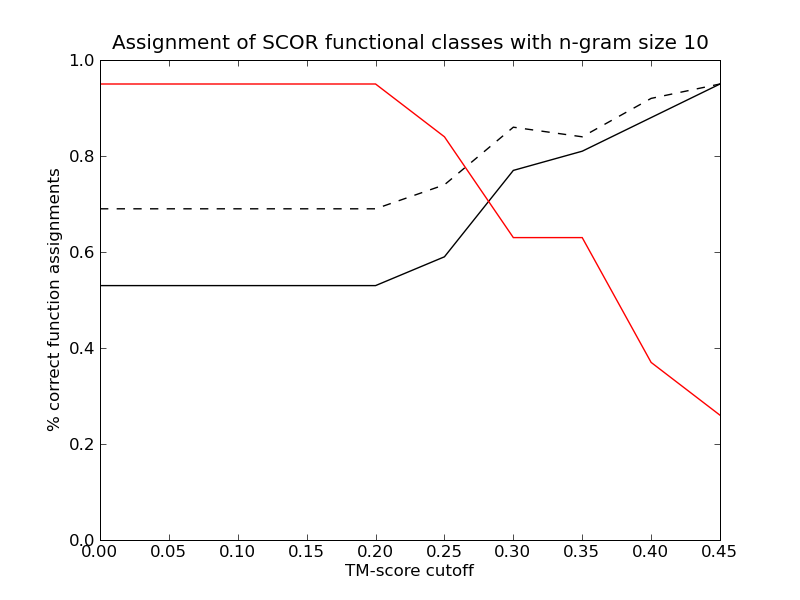 Assignment of SCOR functional classes with n-gram size 10
1.0
0.8
0.6
0.4
0.2
0.0
% correct function assignments
0.00 0.05 0.10 0.15 0.20 0.25 0.30 0.35 0.40 0.45
TM-score cutoff